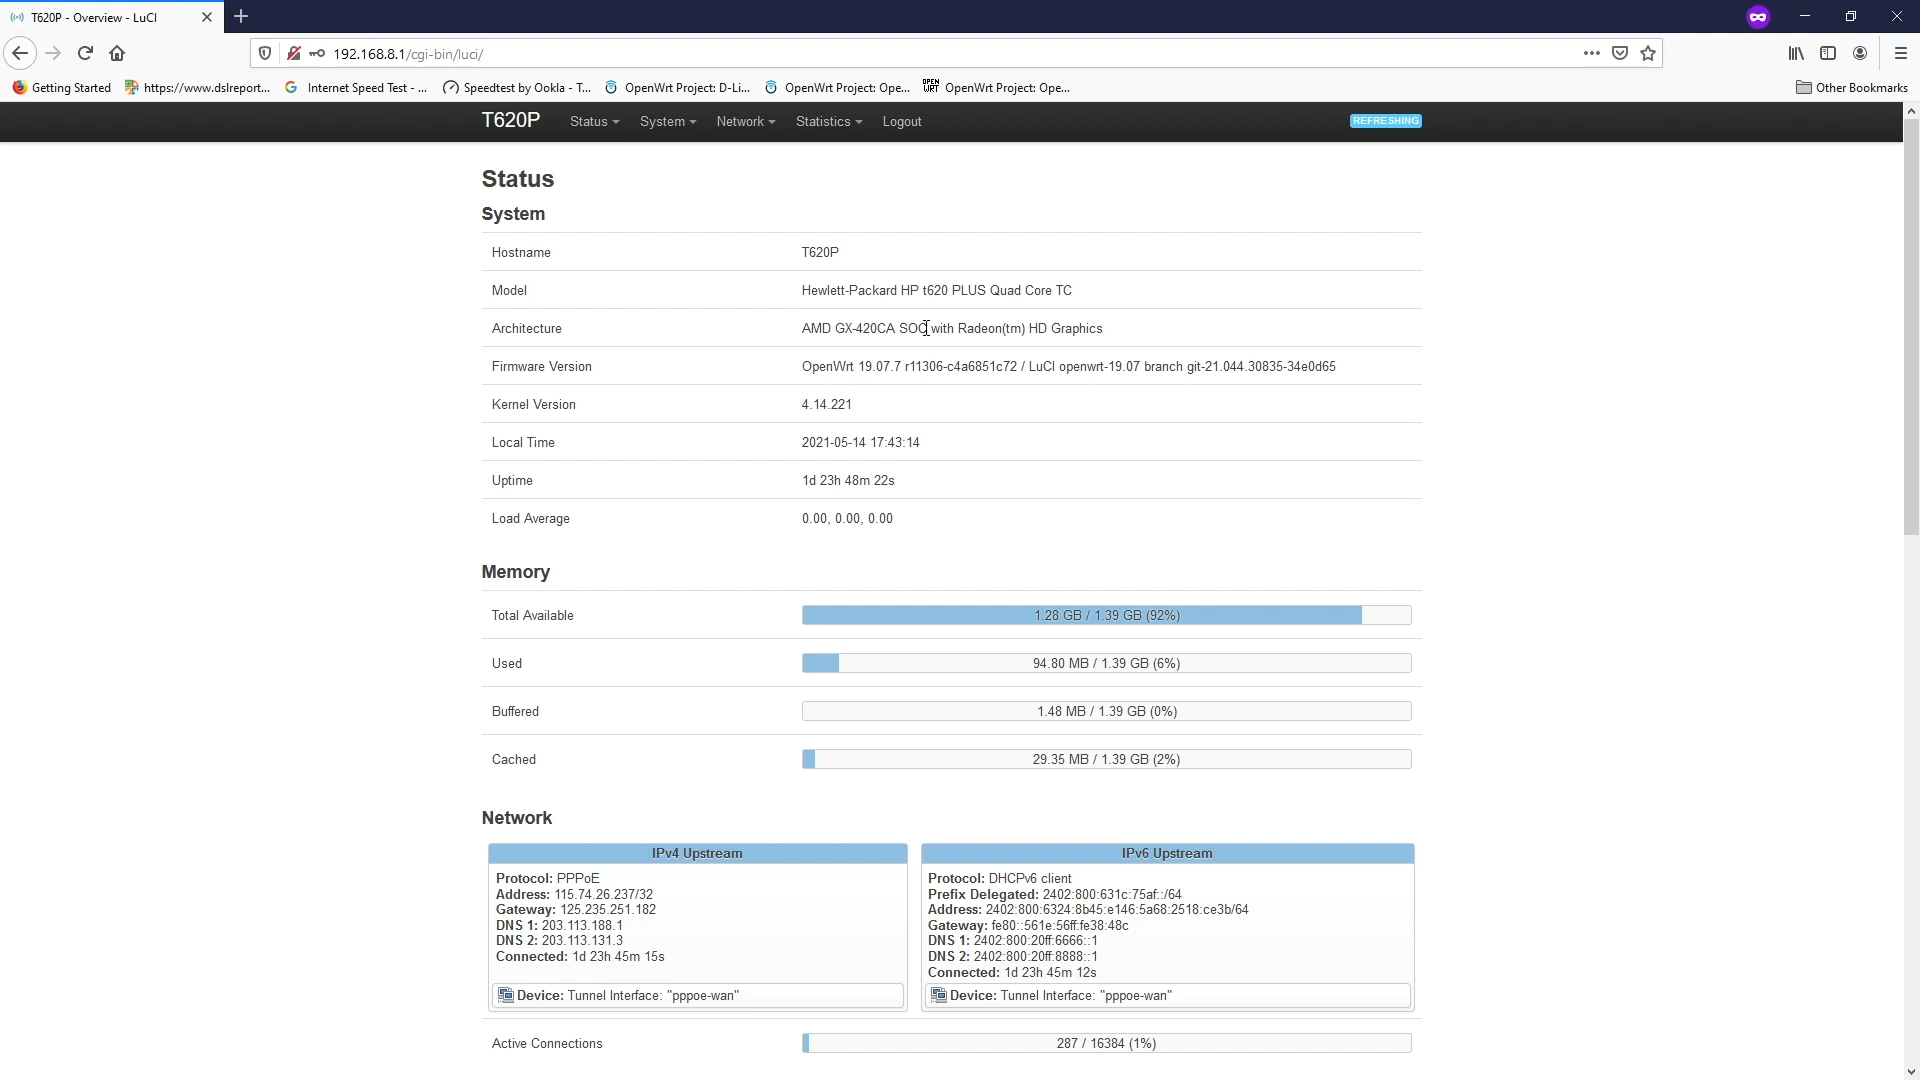 T620P - Overview - LuCI
192.168.8.1/cgi-bin/luci/
Getting Started https://www.dslreport... Internet Speed Test - ... Speedtest by Ookla - T... OpenWrt Project: D-Li... OpenWrt Project: Ope... OPEN WRT OpenWrt Project: Ope... Other Bookmarks
T620P Status System Network Statistics Logout REFRESHING
Status
System
Hostname T620P
Model Hewlett-Packard HP t620 PLUS Quad Core TC
Architecture AMD GX-420CA SOC with Radeon(tm) HD Graphics
Firmware Version OpenWrt 19.07.7 r11306-c4a6851c72 / LuCI openwrt-19.07 branch git-21.044.30835-34e0d65
Kernel Version 4.14.221
Local Time 2021-05-14 17:43:14
Uptime 1d 23h 48m 22s
Load Average 0.00, 0.00, 0.00
Memory
Total Available 1.28 GB / 1.39 GB (92%)
Used 94.80 MB / 1.39 GB (6%)
Buffered 1.48 MB / 1.39 GB (0%)
Cached 29.35 MB / 1.39 GB (2%)
Network
IPv4 Upstream
Protocol: PPPoE
Address: 115.74.26.237/32
Gateway: 125.235.251.182
DNS 1: 203.113.188.1
DNS 2: 203.113.131.3
Connected: 1d 23h 45m 15s
Device: Tunnel Interface: "pppoe-wan"
IPv6 Upstream
Protocol: DHCPv6 client
Prefix Delegated: 2402:800:631c:75af::/64
Address: 2402:800:6324:8b45:e146:5a68:2518:ce3b/64
Gateway: fe80::561e:56ff:fe38:48c
DNS 1: 2402:800:20ff:6666::1
DNS 2: 2402:800:20ff:8888::1
Connected: 1d 23h 45m 12s
Device: Tunnel Interface: "pppoe-wan"
Active Connections 287 / 16384 (1%)